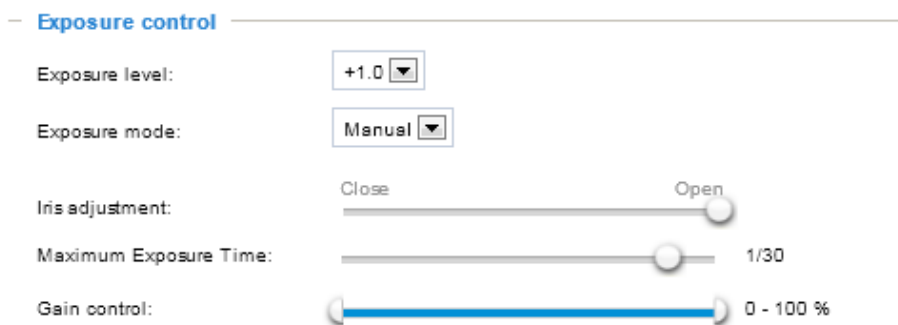 Exposure control
Exposure level: +1.0
Exposure mode: Manual
Close Open
Iris adjustment:
Maximum Exposure Time: 1/30
Gain control: 0 - 100 %